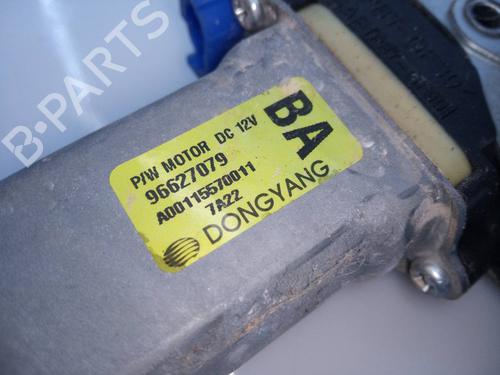 B-PARTS
P/W MOTOR DC 12V
96627079
A00115570011
7A22
BA
DONGYANG